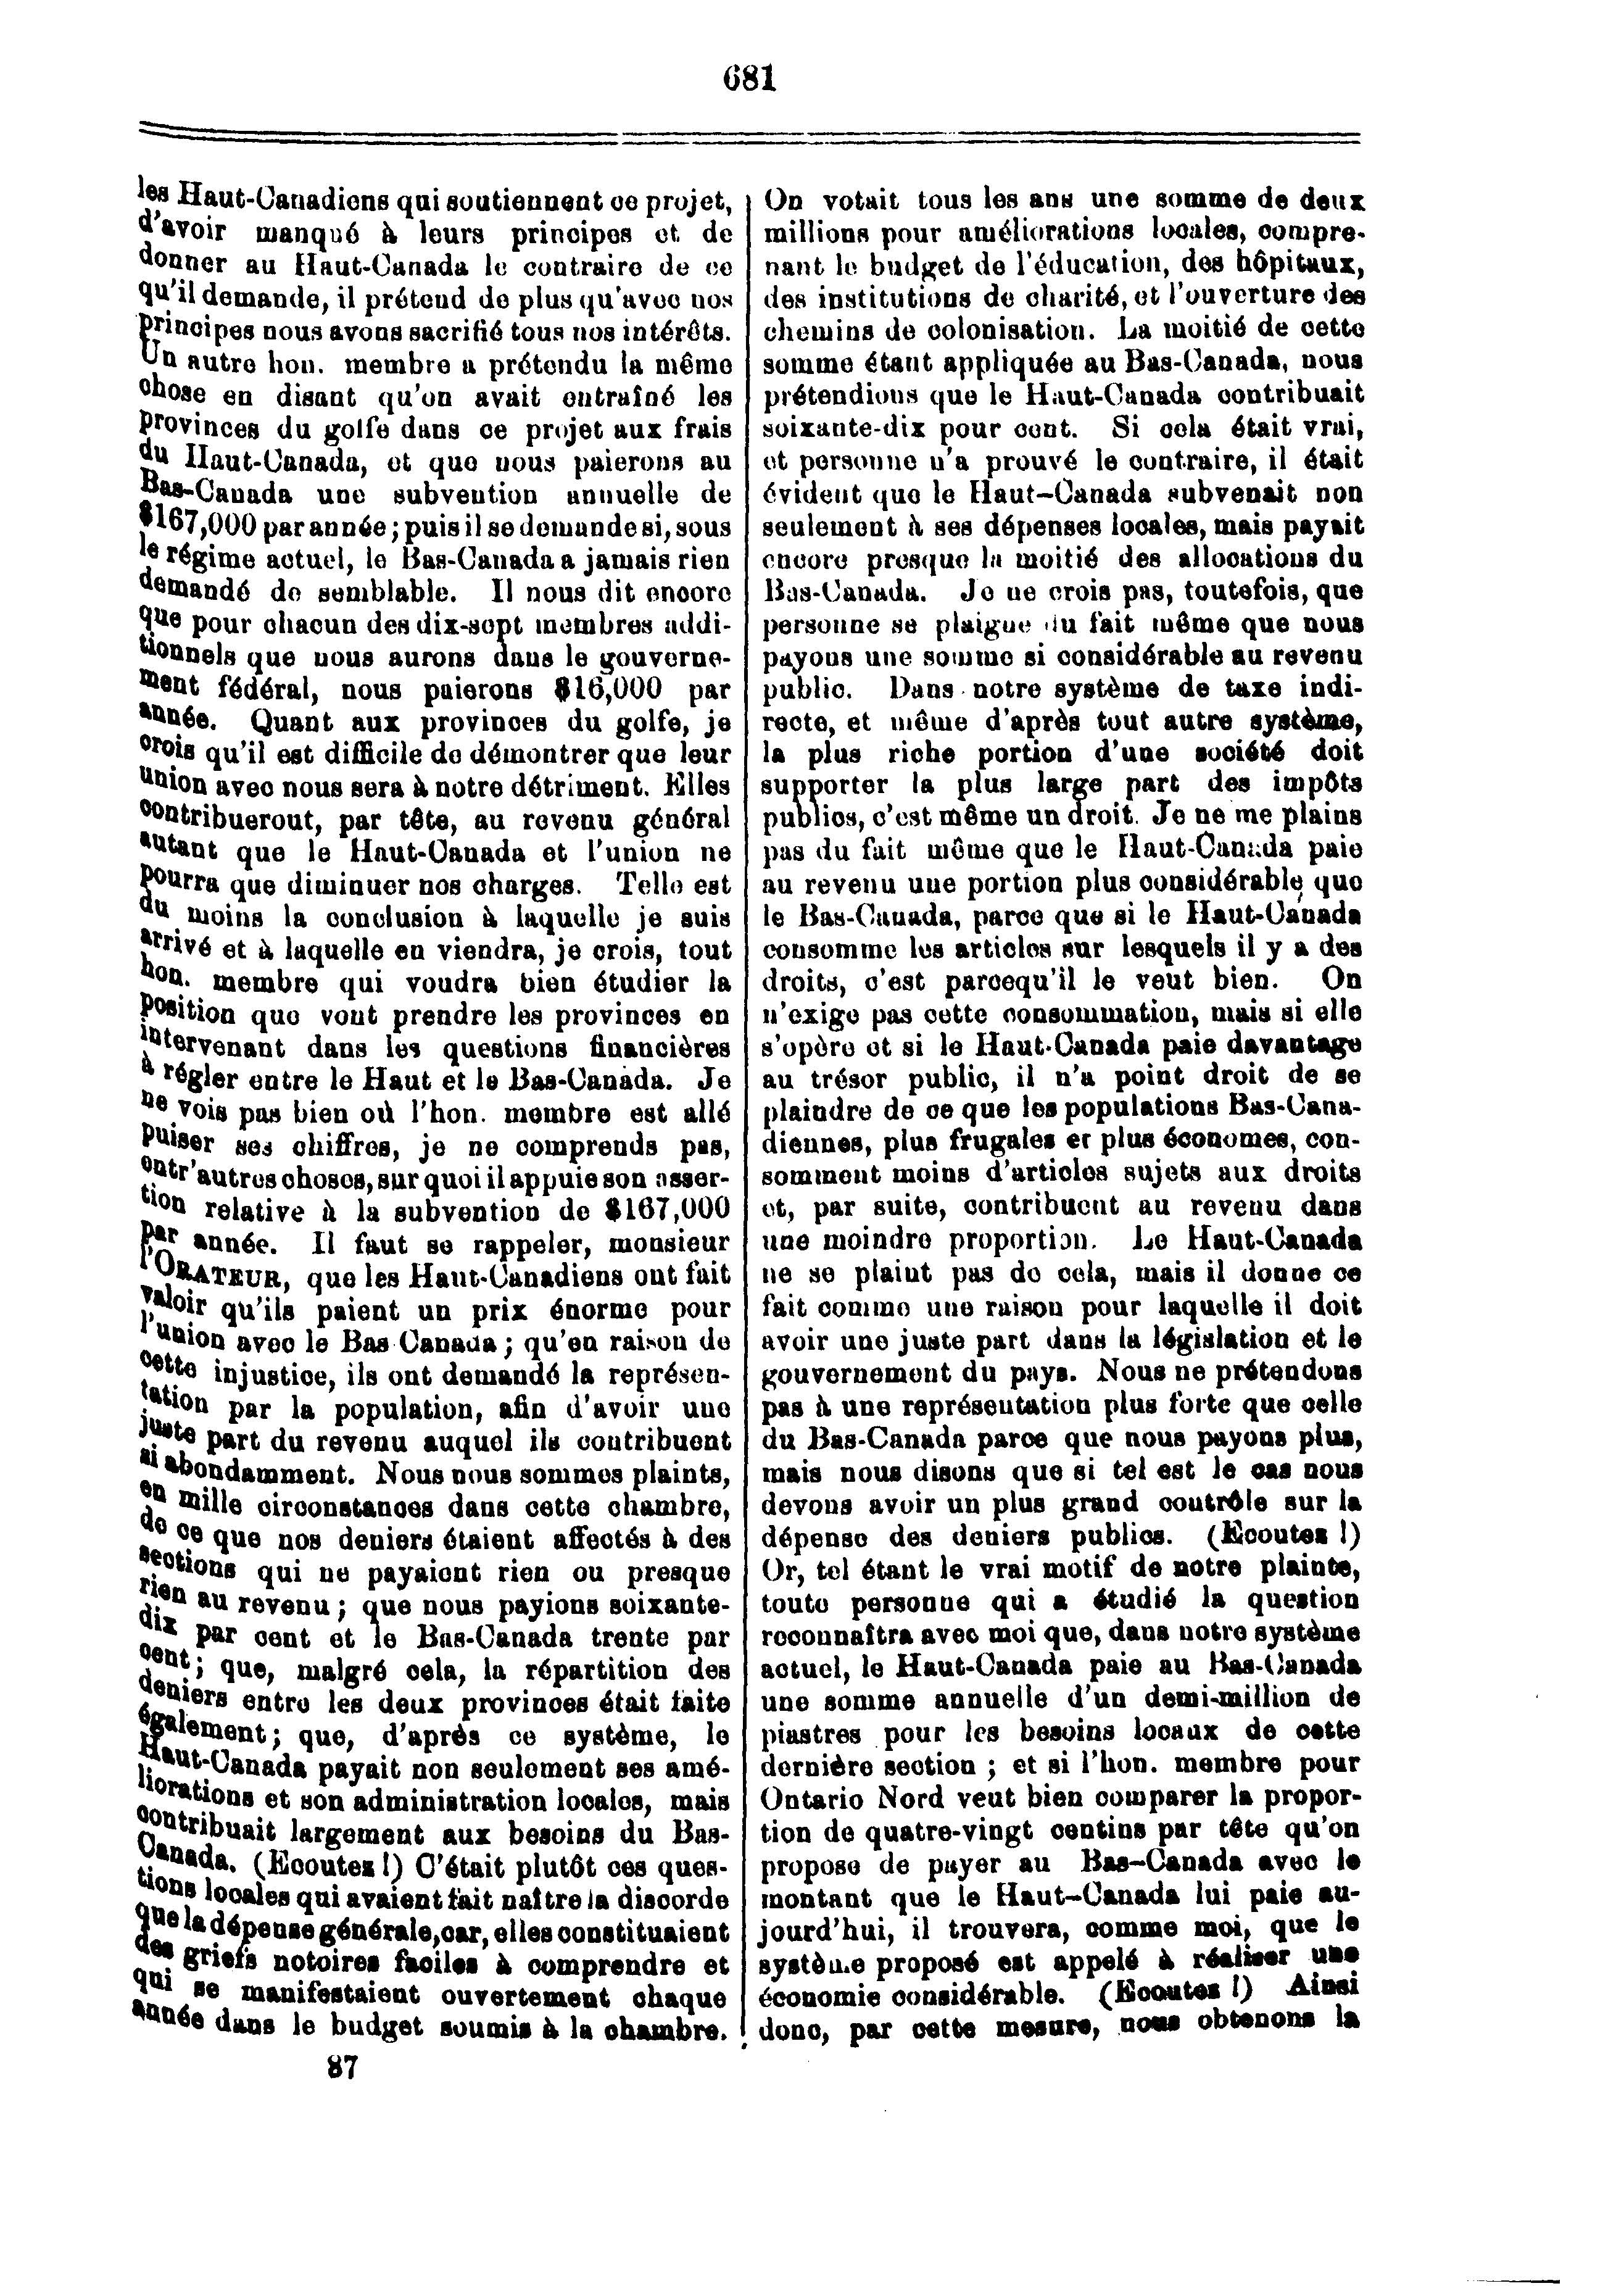 681
les Haut-Canadiens qui soutiennent ce projet,
d'avoir manqué à leurs principes et de
donner au Haut-Canada le contraire de ce
qu'il demande, il prétend de plus qu'avec nos
principes nous avons sacrifié tous nos intérêts.
Un autre hon. membre a prétendu la même
chose en disant qu'on avait entraîné les
provinces du golfe dans ce projet aux frais
du Haut-Canada, et que nous paierons au
Bas-Canada une subvention annuelle de
$167,000 par année; puis il se demande si, sous
le régime actuel, le Bas-Canada a jamais rien
demandé de semblable. Il nous dit encore
que pour chacun des dix-sept membres addi-
tionnels que nous aurons dans le gouverne-
ment fédéral, nous paierons $16,000 par
année. Quant aux provinces du golfe, je
crois qu'il est difficile de démontrer que leur
union avec nous sera à notre détriment. Elles
contribueront, par tête, au revenu général
autant que le Haut-Canada et l'union ne
pourra que diminuer nos charges. Telle est
du moins la conclusion à laquelle je suis
arrivé et à laquelle en viendra, je crois, tout
hon. membre qui voudra bien étudier la
position que vont prendre les provinces en
intervenant dans les questions financières
à régler entre le Haut et le Bas-Canada. Je
ne vois pas bien où l'hon. membre est allé
puiser ses chiffres, je ne comprends pas,
entr'autres choses, sur quoi il appuie son asser-
tion relative à la subvention de $167,000
par année. Il faut se rappeler, monsieur
l'ORATEUR, que les Haut-Canadiens ont fait
valoir qu'ils paient un prix énorme pour
l'union avec le Bas Canada; qu'en raison de
cette injustice, ils ont demandé la représen-
tation par la population, afin d'avoir une
juste part du revenu auquel ils contribuent
si abondamment. Nous nous sommes plaints,
en mille circonstances dans cette chambre,
de ce que nos deniers étaient affectés à des
sections qui ne payaient rien ou presque
rien au revenu; que nous payions soixante-
dix par cent et le Bas-Canada trente par
cent; que, malgré cela, la répartition des
deniers entre les deux provinces était faite
également; que, d'après ce système, le
Haut-Canada payait non seulement ses amé-
liorations et son administration locales, mais
contribuait largement aux besoins du Bas-
Canada. (Ecoutez!) C'était plutôt ces ques-
tions locales qui avaient fait naître la discorde
que la dépense générale, car, elles constituaient
des griefs notoires faciles à comprendre et
qui se manifestaient ouvertement chaque
année dans le budget soumis à la chambre.
87
On votait tous les ans une somme de deux
millions pour améliorations locales, compre-
nant le budget de l'éducation, des hôpitaux,
des institutions de charité, et l'ouverture des
chemins de colonisation. La moitié de cette
somme étant appliquée au Bas-Canada, nous
prétendions que le Haut-Canada contribuait
soixante-dix pour cent. Si cela était vrai,
et personne n'a prouvé le contraire, il était
évident que le Haut-Canada subvenait non
seulement à ses dépenses locales, mais payait
encore presque la moitié des allocations du
Bas-Canada. Je ne crois pas, toutefois, que
personne se plaigne du fait même que nous
payons une somme si considérable au revenu
public. Dans notre système de taxe indi-
recte, et même d'après tout autre système,
la plus riche portion d'une société doit
supporter la plus large part des impôts
publics, c'est même un droit. Je ne me plains
pas du fait même que le Haut-Canada paie
au revenu une portion plus considérable que
le Bas-Canada, parce que si le Haut-Canada
consomme les articles sur lesquels il y a des
droits, c'est parcequ'il le veut bien. On
n'exige pas cette consommation, mais si elle
s'opère et si le Haut-Canada paie davantage
au trésor public, il n'a point droit de se
plaindre de ce que les populations Bas-Cana-
diennes, plus frugales et plus économes, con-
somment moins d'articles sujets aux droits
et, par suite, contribuent au revenu dans
une moindre proportion. Le Haut-Canada
ne se plaint pas de cela, mais il donne ce
fait comme une raison pour laquelle il doit
avoir une juste part dans la législation et le
gouvernement du pays. Nous ne prétendons
pas à une représentation plus forte que celle
du Bas-Canada parce que nous payons plus,
mais nous disons que si tel est le cas nous
devons avoir un plus grand contrôle sur la
dépense des deniers publics. (Ecoutez!)
Or, tel étant le vrai motif de notre plainte,
toute personne qui a étudié la question
reconnaîtra avec moi que, dans notre système
actuel, le Haut-Canada paie au Bas-Canada
une somme annuelle d'un demi-million de
piastres pour les besoins locaux de cette
dernière section; et si l'hon. membre pour
Ontario Nord veut bien comparer la propor-
tion de quatre-vingt centins par tête qu'on
propose de payer au Bas-Canada avec le
montant que le Haut-Canada lui paie au-
jourd'hui, il trouvera, comme moi, que le
système proposé est appelé à réaliser une
économie considérable. (Ecoutez!) Ainsi
donc, par cette mesure, nous obtenons la